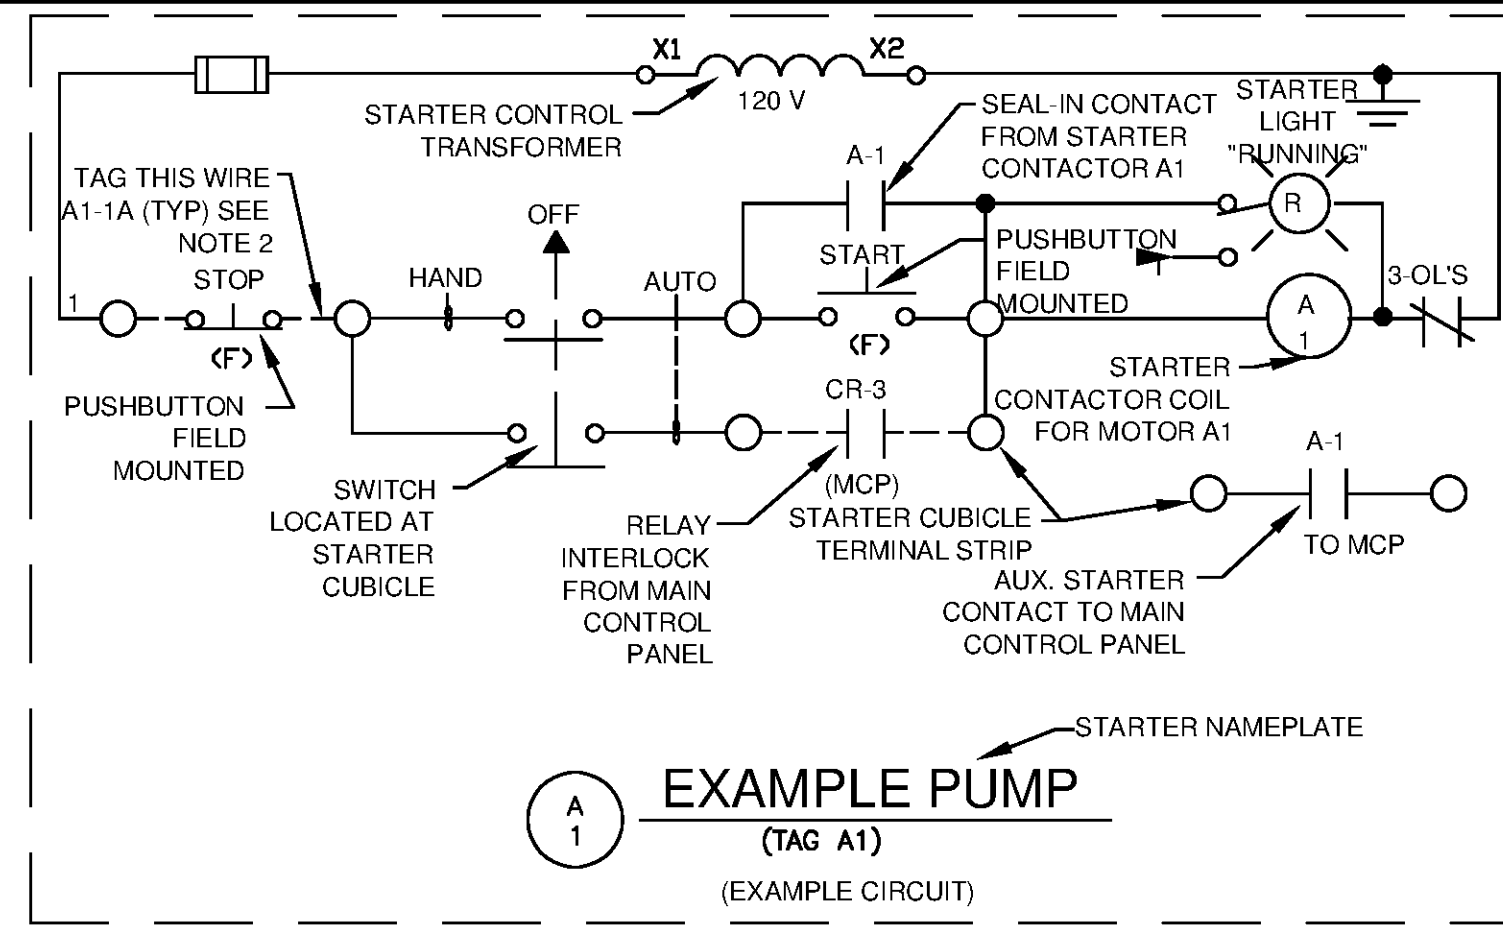 X1
X2
120 V
STARTER CONTROL
TRANSFORMER
SEAL-IN CONTACT
FROM STARTER
CONTACTOR A1
A-1
STARTER
LIGHT
"RUNNING"
R
TAG THIS WIRE
A1-1A (TYP) SEE
NOTE 2
STOP
1
(F)
PUSHBUTTON
FIELD
MOUNTED
HAND
OFF
AUTO
START
(F)
PUSHBUTTON
FIELD
MOUNTED
A
1
3-OL'S
STARTER
CONTACTOR COIL
FOR MOTOR A1
SWITCH
LOCATED AT
STARTER
CUBICLE
CR-3
(MCP)
RELAY
INTERLOCK
FROM MAIN
CONTROL
PANEL
STARTER CUBICLE
TERMINAL STRIP
A-1
TO MCP
AUX. STARTER
CONTACT TO MAIN
CONTROL PANEL
STARTER NAMEPLATE
A
1
EXAMPLE PUMP
(TAG A1)
(EXAMPLE CIRCUIT)